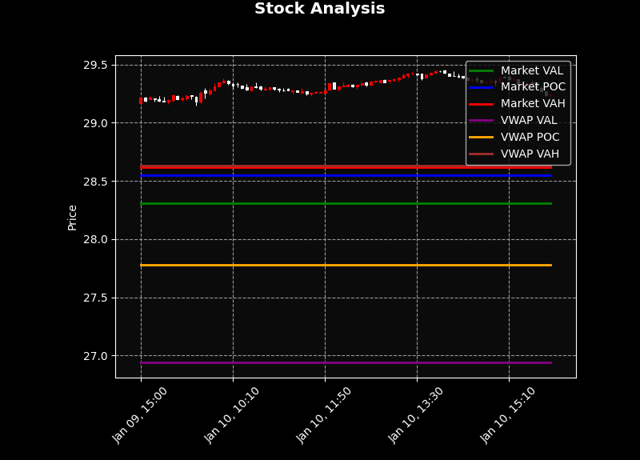 Stock Analysis
Market VAL
Market POC
Market VAH
VWAP VAL
VWAP POC
VWAP VAH
Price
29.5
29.0
28.5
28.0
27.5
27.0
Jan 09, 15:00
Jan 10, 10:10
Jan 10, 11:50
Jan 10, 13:30
Jan 10, 15:10